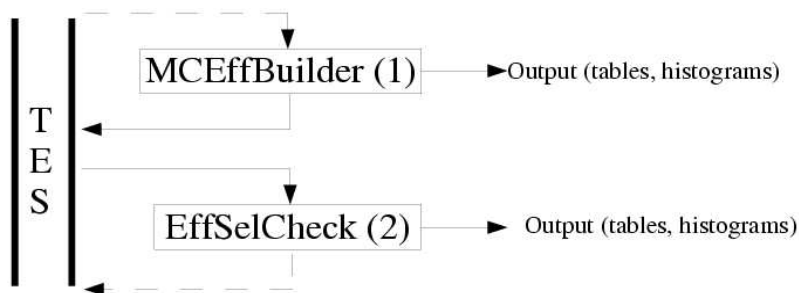 MCEffBuilder (1)
Output (tables, histograms)
T
E
S
EffSelCheck (2)
Output (tables, histograms)